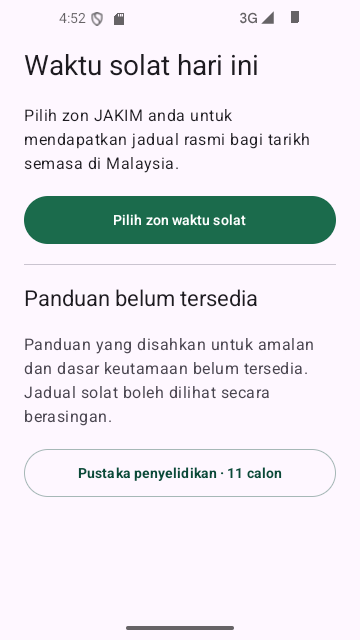 4:52
3G
Waktu solat hari ini
Pilih zon JAKIM anda untuk
mendapatkan jadual rasmi bagi tarikh
semasa di Malaysia.
Pilih zon waktu solat
Panduan belum tersedia
Panduan yang disahkan untuk amalan
dan dasar keutamaan belum tersedia.
Jadual solat boleh dilihat secara
berasingan.
Pustaka penyelidikan · 11 calon